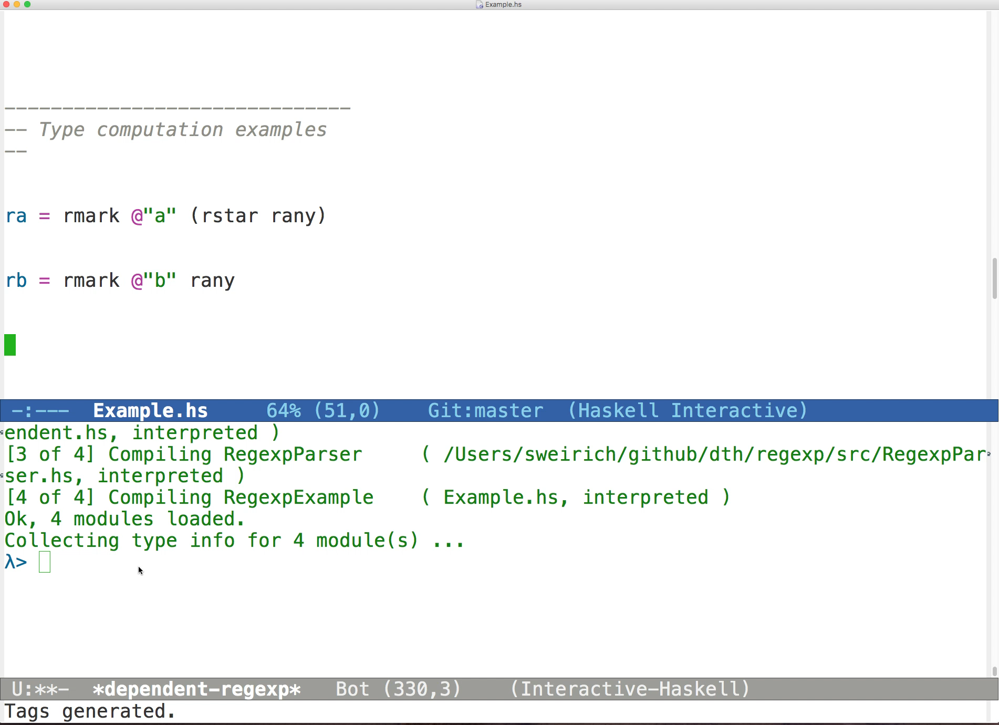 Example.hs
------------------------------
-- Type computation examples
--
ra = rmark @"a" (rstar rany)
rb = rmark @"b" rany
-:--- Example.hs 64% (51,0) Git:master (Haskell Interactive)
endent.hs, interpreted )
[3 of 4] Compiling RegexpParser ( /Users/sweirich/github/dth/regexp/src/RegexpPar
ser.hs, interpreted )
[4 of 4] Compiling RegexpExample ( Example.hs, interpreted )
Ok, 4 modules loaded.
Collecting type info for 4 module(s) ...
λ>
U:**- *dependent-regexp* Bot (330,3) (Interactive-Haskell)
Tags generated.